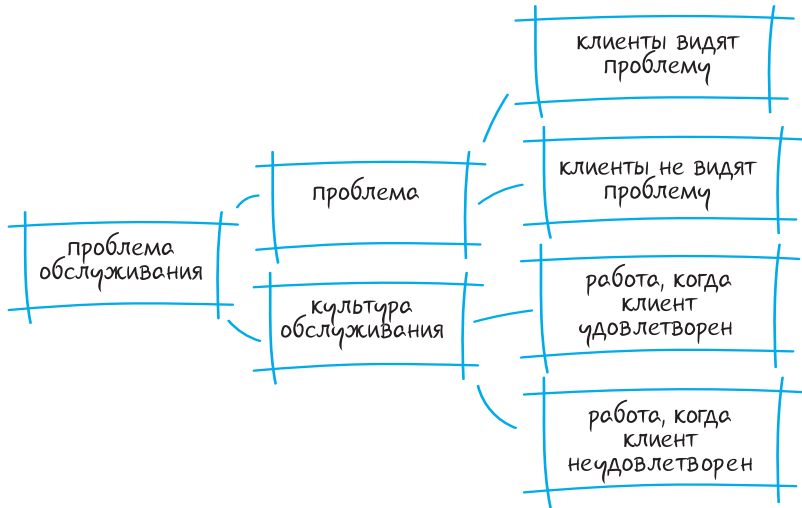 клиенты видят
проблему
клиенты не видят
проблему
проблема
проблема
обслуживания
культура
обслуживания
работа, когда
клиент
удовлетворен
работа, когда
клиент
неудовлетворен